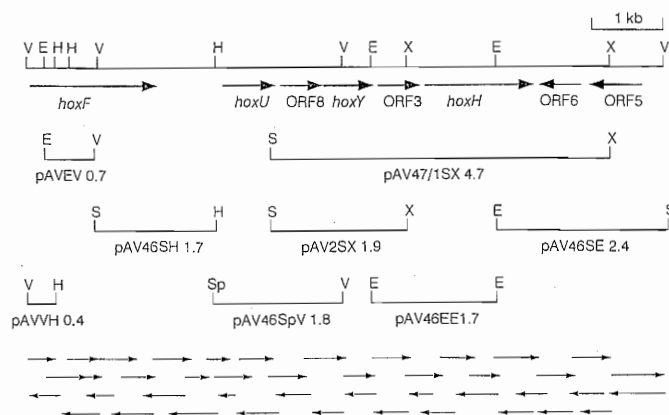 1 kb
V E H H V H V E X E X V
hoxF hoxU ORF8 hoxY ORF3 hoxH ORF6 ORF5
E V S X
pAVEV 0.7 pAV47/1SX 4.7
S H S X E S
pAV46SH 1.7 pAV2SX 1.9 pAV46SE 2.4
V H Sp V E E
pAVVH 0.4 pAV46SpV 1.8 pAV46EE1.7